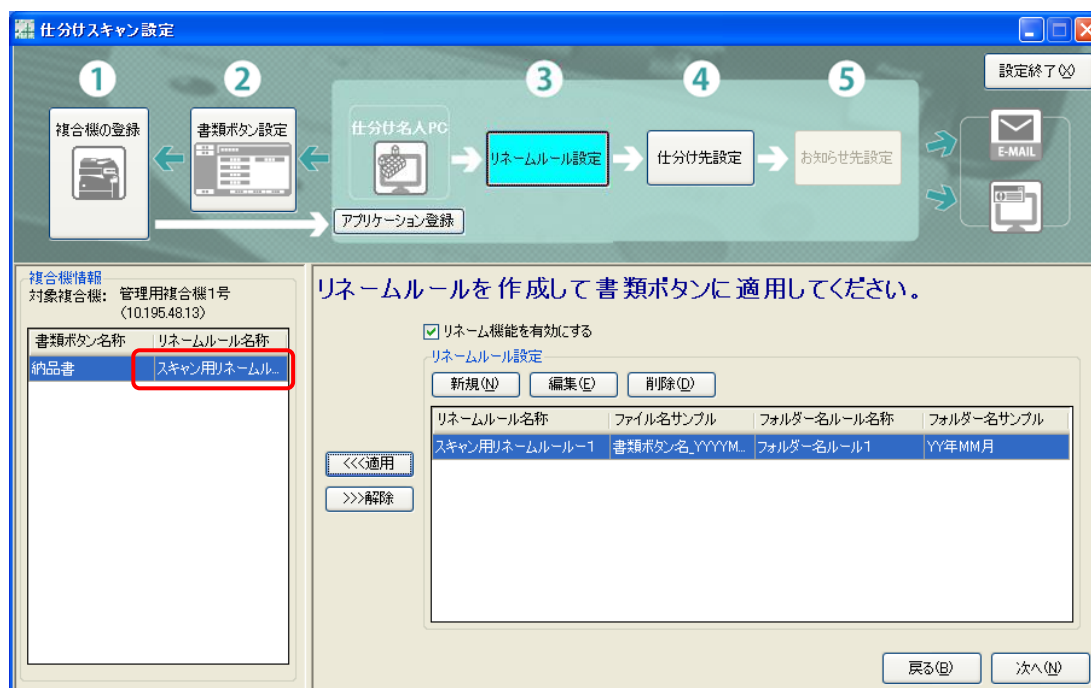 仕分けスキャン設定
設定終了(X)
1
2
3
4
5
複合機の登録
書類ボタン設定
仕分け名人PC
リネームルール設定
仕分け先設定
お知らせ先設定
E-MAIL
アプリケーション登録
複合機情報
対象複合機: 管理用複合機1号
(10.195.48.13)
書類ボタン名称 リネームルール名称
納品書 スキャン用リネームル...
リネームルールを作成して書類ボタンに適用してください。
リネーム機能を有効にする
リネームルール設定
新規(N) 編集(E) 削除(D)
リネームルール名称 ファイル名サンプル フォルダー名ルール名称 フォルダー名サンプル
スキャン用リネームルールー1 書類ボタン名_YYYYM... フォルダー名ルール1 YY年MM月
<<<適用
>>>解除
戻る(B) 次へ(N)